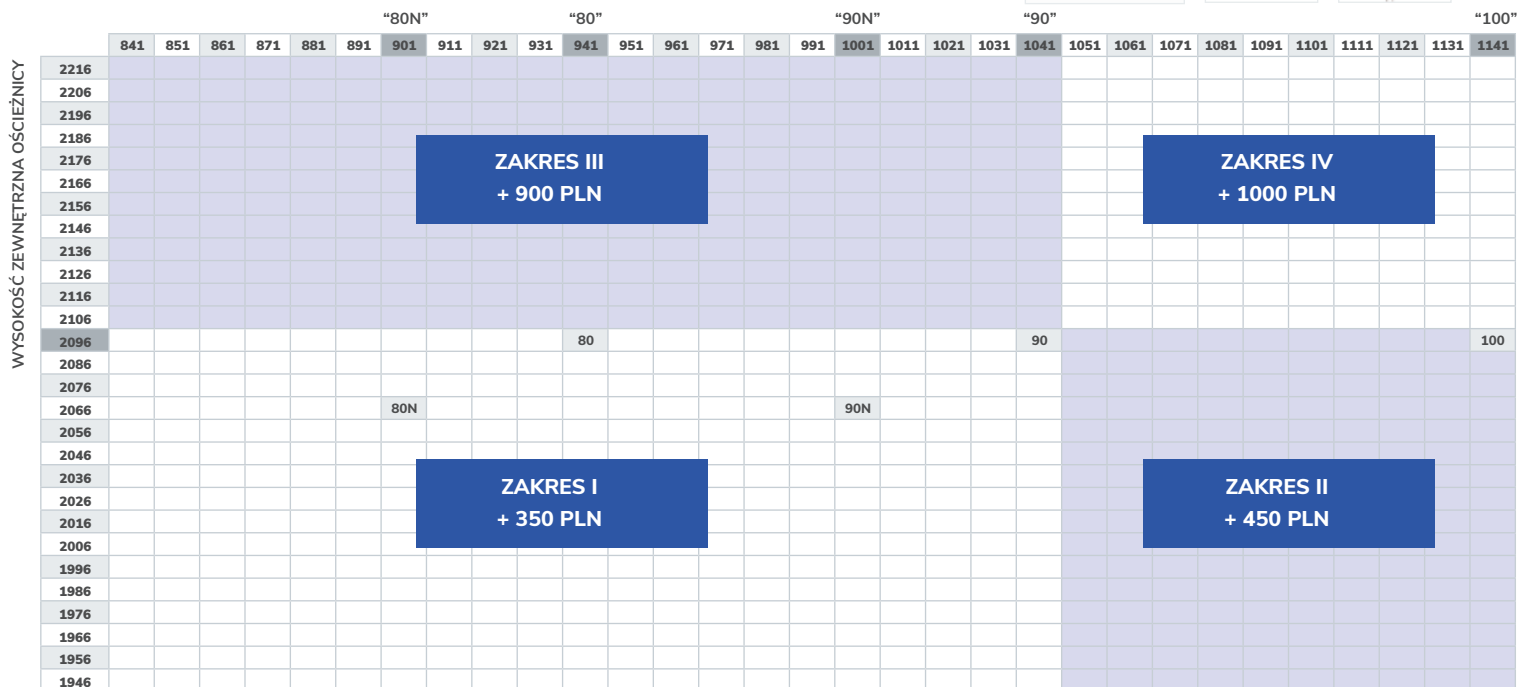 “80N” “80” “90N” “90” “100”
841 851 861 871 881 891 901 911 921 931 941 951 961 971 981 991 1001 1011 1021 1031 1041 1051 1061 1071 1081 1091 1101 1111 1121 1131 1141
WYSOKOŚĆ ZEWNĘTRZNA OŚCIEŻNICY
2216
2206
2196
2186
2176
2166
2156
2146
2136
2126
2116
2106
ZAKRES III
+ 900 PLN
ZAKRES IV
+ 1000 PLN
2096 80 90 100
2086
2076
2066 80N 90N
2056
2046
2036
2026
2016
2006
1996
1986
1976
1966
1956
1946
ZAKRES I
+ 350 PLN
ZAKRES II
+ 450 PLN